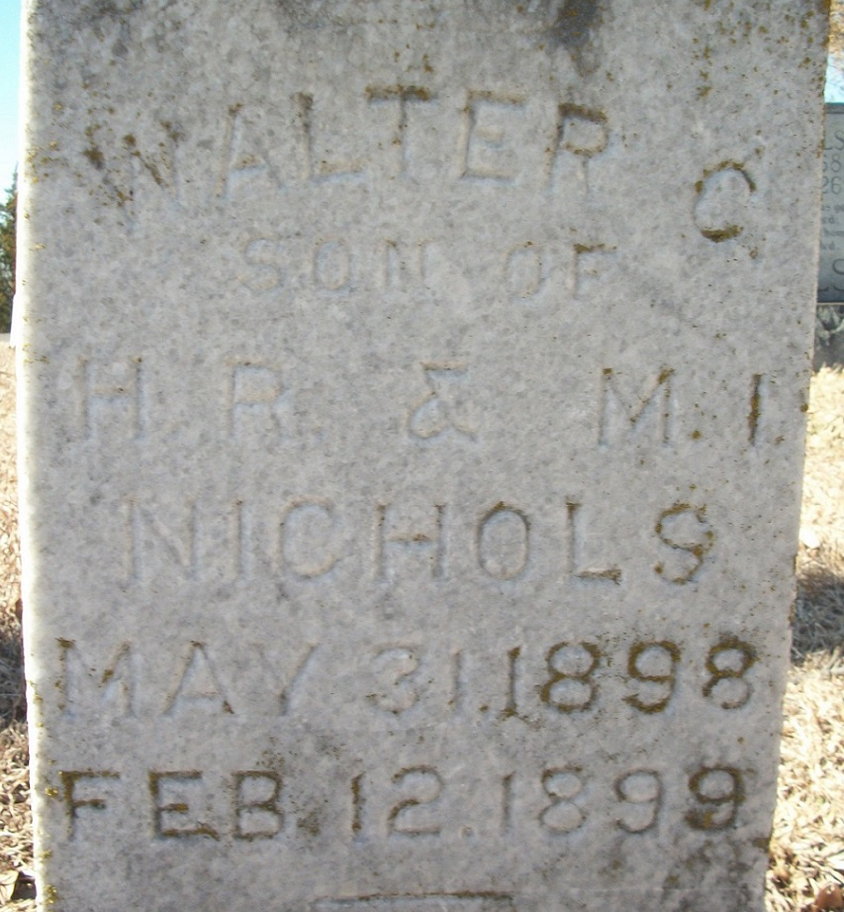 WALTER C
SON OF
H. R. & M. I.
NICHOLS
MAY 31, 1898
FEB. 12. 1899